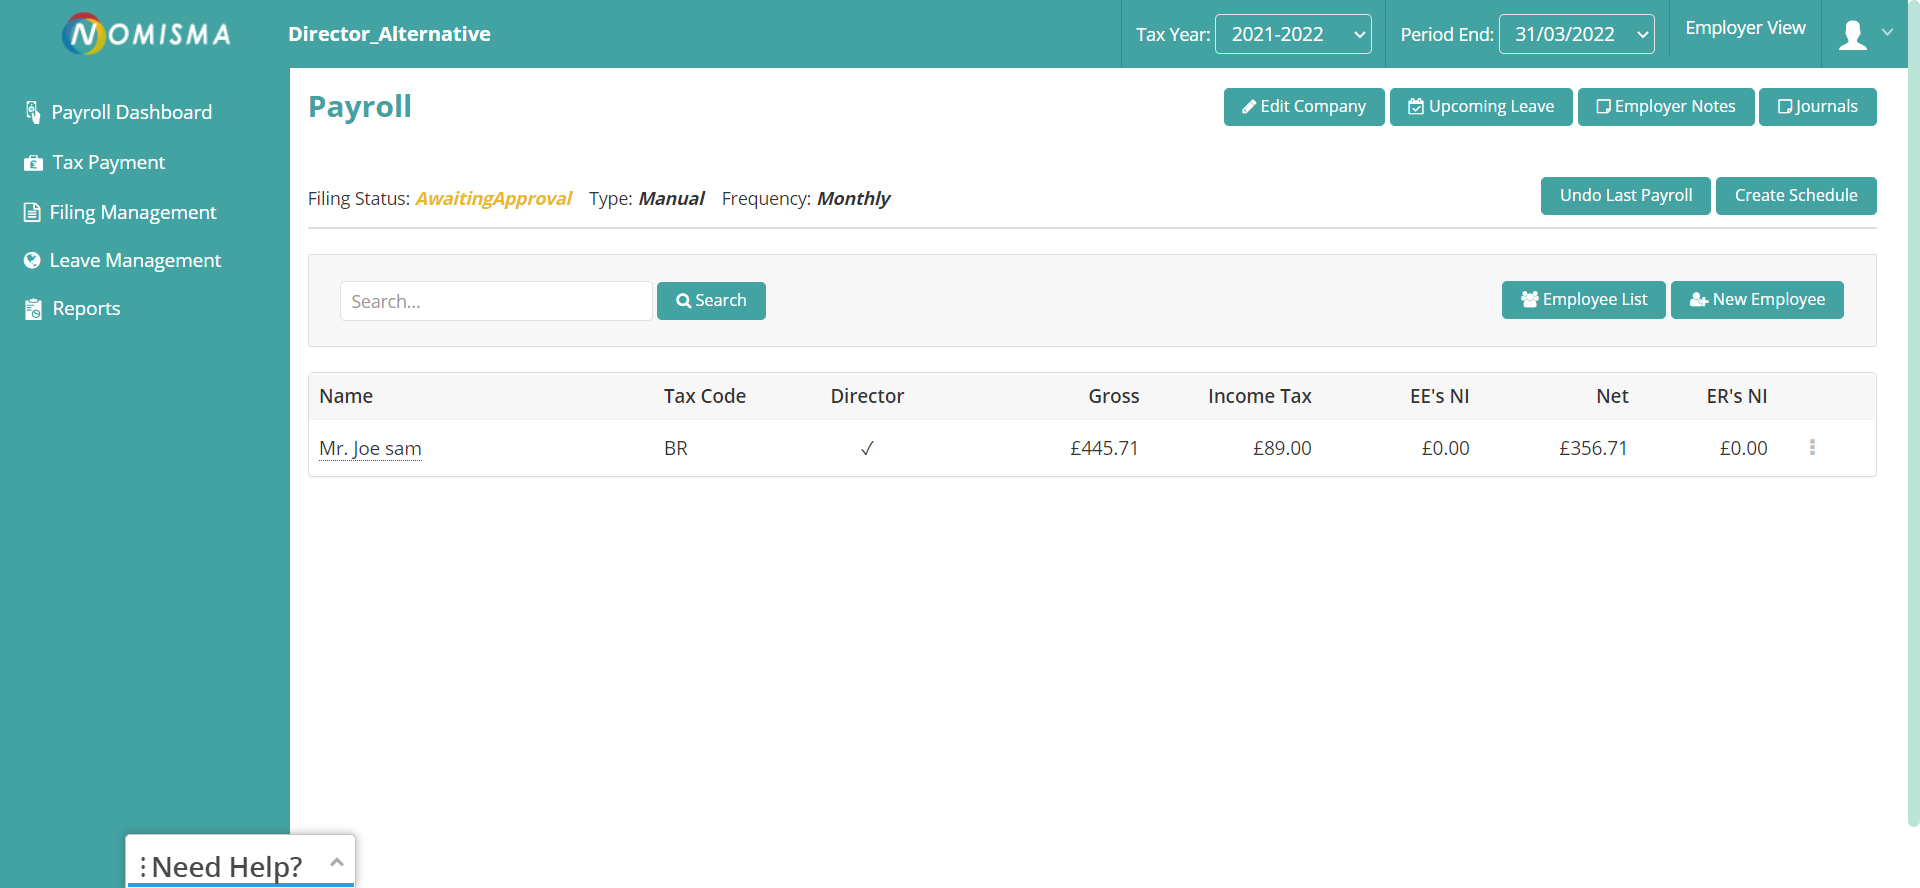 NOMISMA
Director_Alternative
Tax Year: 2021-2022
Period End: 31/03/2022
Employer View
Payroll Dashboard
Tax Payment
Filing Management
Leave Management
Reports
Payroll
Edit Company
Upcoming Leave
Employer Notes
Journals
Filing Status: AwaitingApproval Type: Manual Frequency: Monthly
Undo Last Payroll
Create Schedule
Search...
Search
Employee List
New Employee
Name Tax Code Director Gross Income Tax EE's NI Net ER's NI
Mr. Joe sam BR ✓ £445.71 £89.00 £0.00 £356.71 £0.00
Need Help?